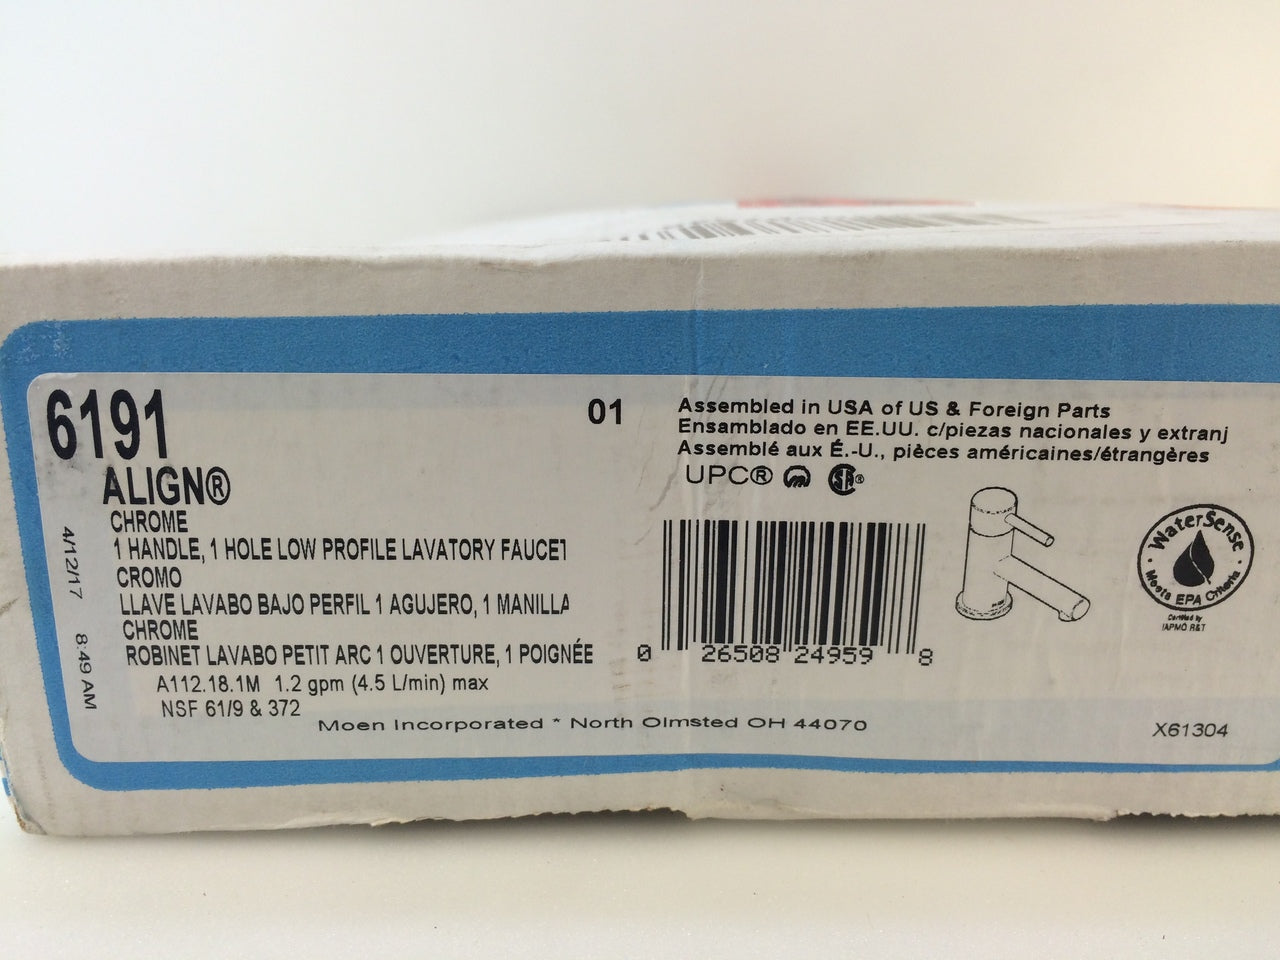 6191
01
ALIGN®
CHROME
1 HANDLE, 1 HOLE LOW PROFILE LAVATORY FAUCET
CROMO
LLAVE LAVABO BAJO PERFIL 1 AGUJERO, 1 MANILLA
CHROME
ROBINET LAVABO PETIT ARC 1 OUVERTURE, 1 POIGNÉE
A112.18.1M 1.2 gpm (4.5 L/min) max
NSF 61/9 & 372
4/12/17 8:49 AM
Assembled in USA of US & Foreign Parts
Ensamblado en EE.UU. c/piezas nacionales y extranj
Assemblé aux É.-U., pièces américaines/étrangères
UPC® SA®
0 26508 24959 8
WaterSense
Meets EPA Criteria
Certified by
IAPMO R&T
Moen Incorporated * North Olmsted OH 44070
X61304